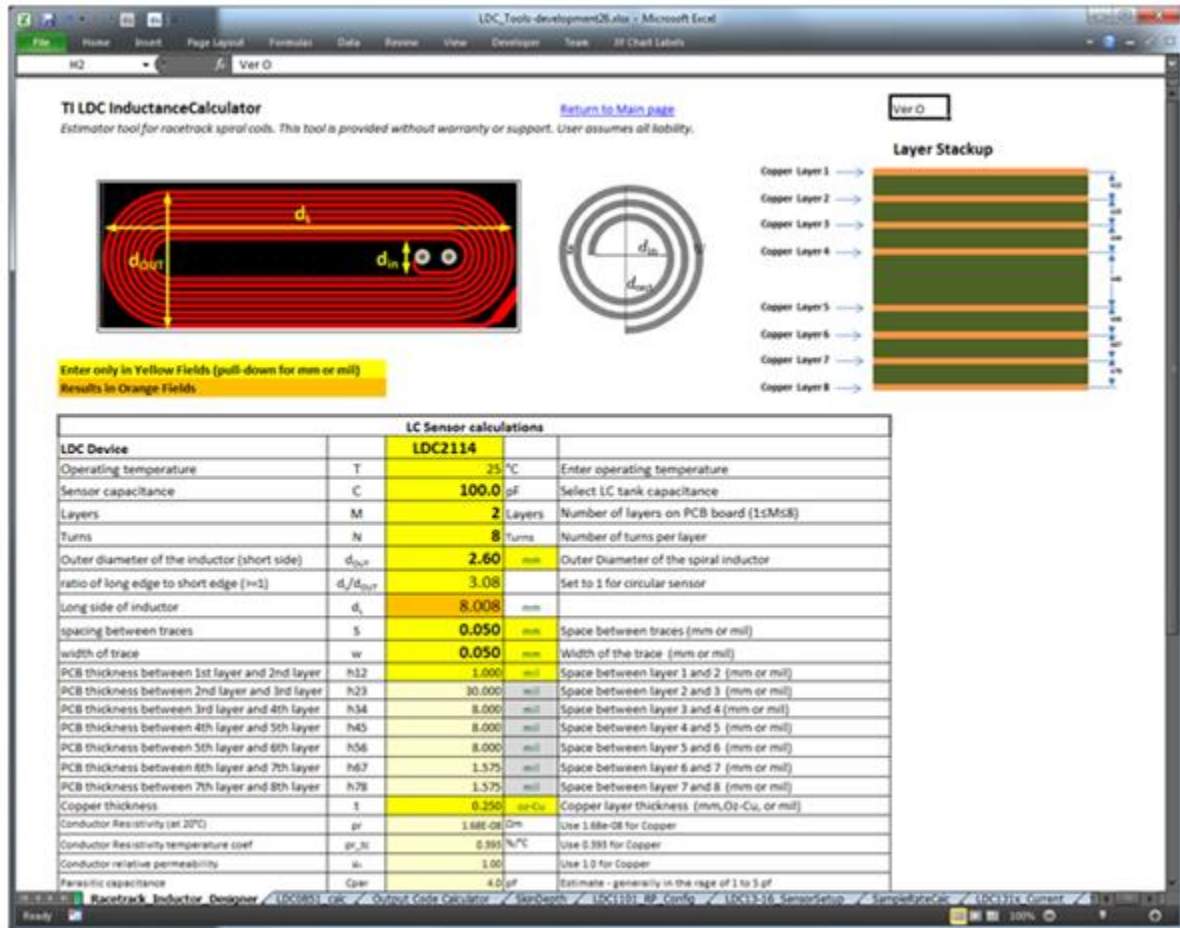 LDC_Tools-development26.xlsx - Microsoft Excel
File Home Insert Page Layout Formulas Data Review View Developer Team XY Chart Labels
H2 fx Ver O
TI LDC InductanceCalculator
Return to Main page
Ver O
Estimator tool for racetrack spiral coils. This tool is provided without warranty or support. User assumes all liability.
Layer Stackup
Copper Layer 1
Copper Layer 2
Copper Layer 3
Copper Layer 4
Copper Layer 5
Copper Layer 6
Copper Layer 7
Copper Layer 8
dL
dOUT
din
s din w
dout
Enter only in Yellow Fields (pull-down for mm or mil)
Results in Orange Fields
LC Sensor calculations
LDC Device LDC2114
Operating temperature T 25 °C Enter operating temperature
Sensor capacitance C 100.0 pF Select LC tank capacitance
Layers M 2 Layers Number of layers on PCB board (1≤M≤8)
Turns N 8 Turns Number of turns per layer
Outer diameter of the inductor (short side) dOUT 2.60 mm Outer Diameter of the spiral inductor
ratio of long edge to short edge (>=1) dL/dOUT 3.08 Set to 1 for circular sensor
Long side of inductor dL 8.008 mm
spacing between traces S 0.050 mm Space between traces (mm or mil)
width of trace w 0.050 mm Width of the trace (mm or mil)
PCB thickness between 1st layer and 2nd layer h12 1.000 mil Space between layer 1 and 2 (mm or mil)
PCB thickness between 2nd layer and 3rd layer h23 30.000 mil Space between layer 2 and 3 (mm or mil)
PCB thickness between 3rd layer and 4th layer h34 8.000 mil Space between layer 3 and 4 (mm or mil)
PCB thickness between 4th layer and 5th layer h45 8.000 mil Space between layer 4 and 5 (mm or mil)
PCB thickness between 5th layer and 6th layer h56 8.000 mil Space between layer 5 and 6 (mm or mil)
PCB thickness between 6th layer and 7th layer h67 1.575 mil Space between layer 6 and 7 (mm or mil)
PCB thickness between 7th layer and 8th layer h78 1.575 mil Space between layer 7 and 8 (mm or mil)
Copper thickness t 0.250 oz-Cu Copper layer thickness (mm,Oz-Cu, or mil)
Conductor Resistivity (at 20°C) pr 1.68E-08 Ωm Use 1.68e-08 for Copper
Conductor Resistivity temperature coef pr_tc 0.393 %/°C Use 0.393 for Copper
Conductor relative permeability 1.00 Use 1.0 for Copper
Parasitic capacitance Cpar 4.0 pF Estimate - generally in the rage of 1 to 5 pf
Racetrack_Inductor_Designer LDC0851_calc Output Code Calculator SkinDepth LDC1101_RP_Config LDC13-16_SensorSetup SampleRateCalc LDC131x_Current
Ready 100%